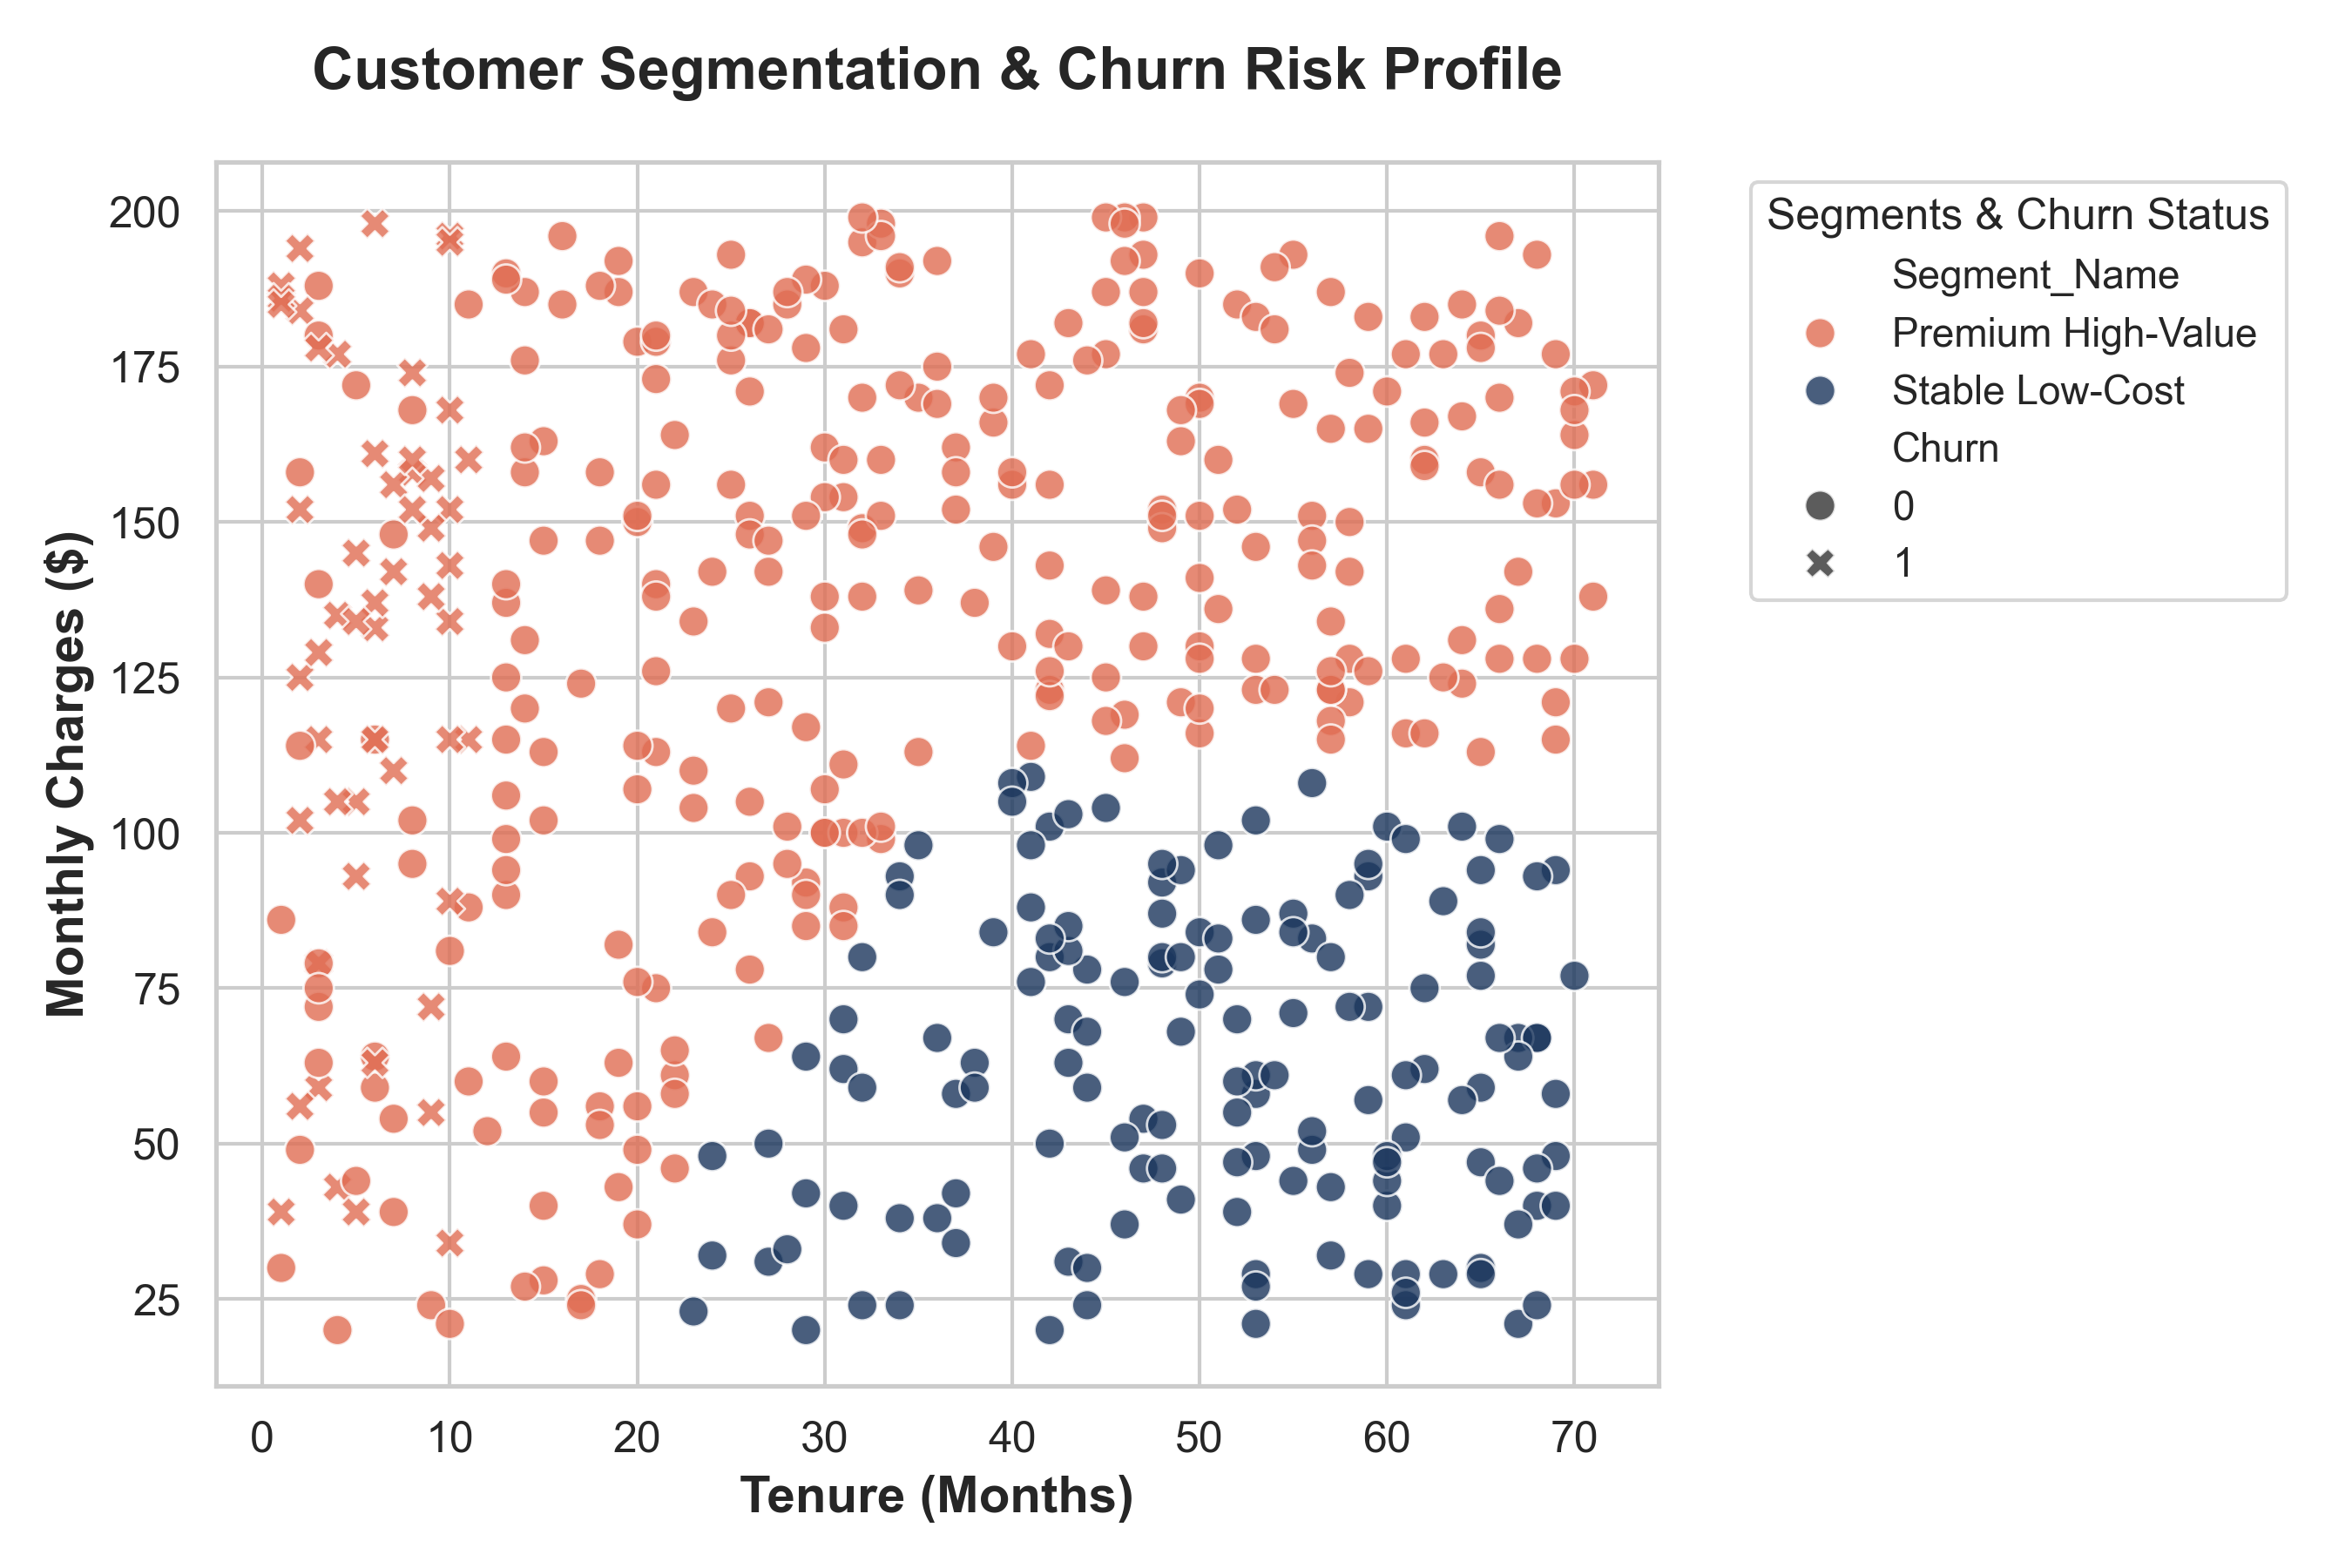 Customer Segmentation & Churn Risk Profile
Monthly Charges ($)
200
175
150
125
100
75
50
25
0 10 20 30 40 50 60 70
Tenure (Months)
Segments & Churn Status
Segment_Name
Premium High-Value
Stable Low-Cost
Churn
0
1